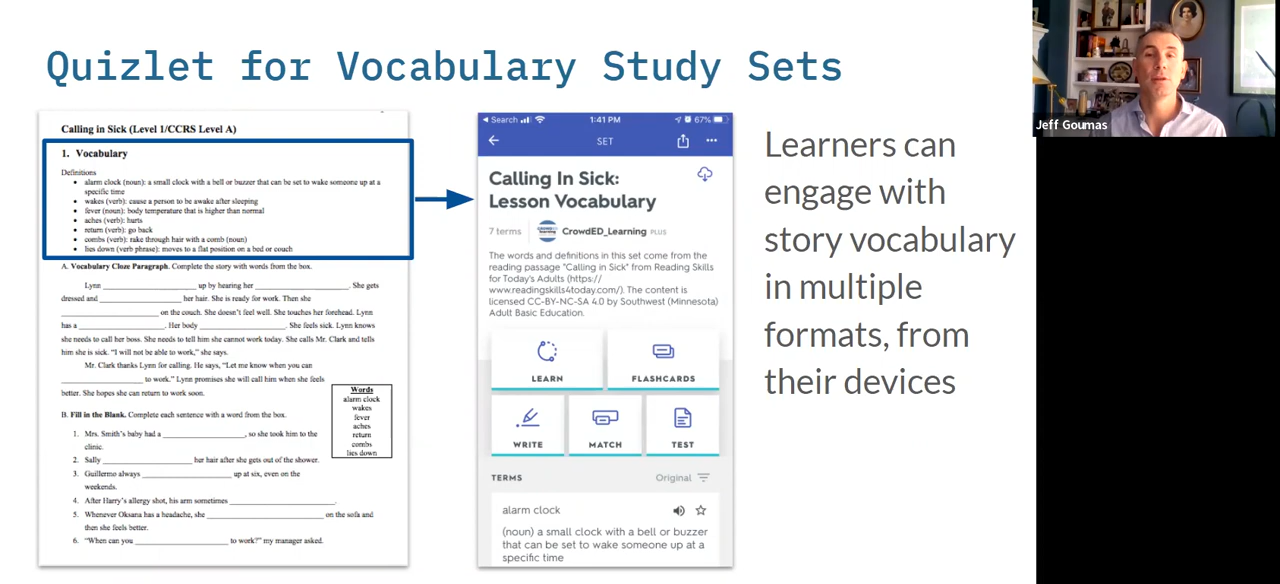 Quizlet for Vocabulary Study Sets
Calling in Sick (Level 1/CCRS Level A)
1. Vocabulary
Definitions
• alarm clock (noun): a small clock with a bell or buzzer that can be set to wake someone up at a
specific time
• wakes (verb): cause a person to be awake after sleeping
• fever (noun): body temperature that is higher than normal
• aches (verb): hurts
• return (verb): go back
• combs (verb): rake through hair with a comb (noun)
• lies down (verb phrase): moves to a flat position on a bed or couch
A. Vocabulary Cloze Paragraph. Complete the story with words from the box.
Lynn ____________ up by hearing her ____________. She gets
dressed and ____________ her hair. She is ready for work. Then she
____________ on the couch. She doesn't feel well. She touches her forehead. Lynn
has a ____________. Her body ____________. She feels sick. Lynn knows
she needs to call her boss. She needs to tell him she cannot work today. She calls Mr. Clark and tells
him she is sick. "I will not be able to work," she says.
Mr. Clark thanks Lynn for calling. He says, "Let me know when you can
____________ to work." Lynn promises she will call him when she feels
better. She hopes she can return to work soon.
Words
alarm clock
wakes
fever
aches
return
combs
lies down
B. Fill in the Blank. Complete each sentence with a word from the box.
1. Mrs. Smith's baby had a ____________, so she took him to the
clinic.
2. Sally ____________ her hair after she gets out of the shower.
3. Guillermo always ____________ up at six, even on the
weekends.
4. After Harry's allergy shot, his arm sometimes ____________.
5. Whenever Oksana has a headache, she ____________ on the sofa and
then she feels better.
6. "When can you ____________ to work?" my manager asked.
Search 1:41 PM 67%
SET
Calling In Sick:
Lesson Vocabulary
7 terms CrowdED_Learning PLUS
The words and definitions in this set come from the
reading passage "Calling in Sick" from Reading Skills
for Today's Adults (https://
www.readingskills4today.com/). The content is
licensed CC-BY-NC-SA 4.0 by Southwest (Minnesota)
Adult Basic Education.
LEARN FLASHCARDS
WRITE MATCH TEST
TERMS Original
alarm clock
(noun) a small clock with a bell or buzzer
that can be set to wake someone up at a
specific time
Learners can
engage with
story vocabulary
in multiple
formats, from
their devices
Jeff Goumas